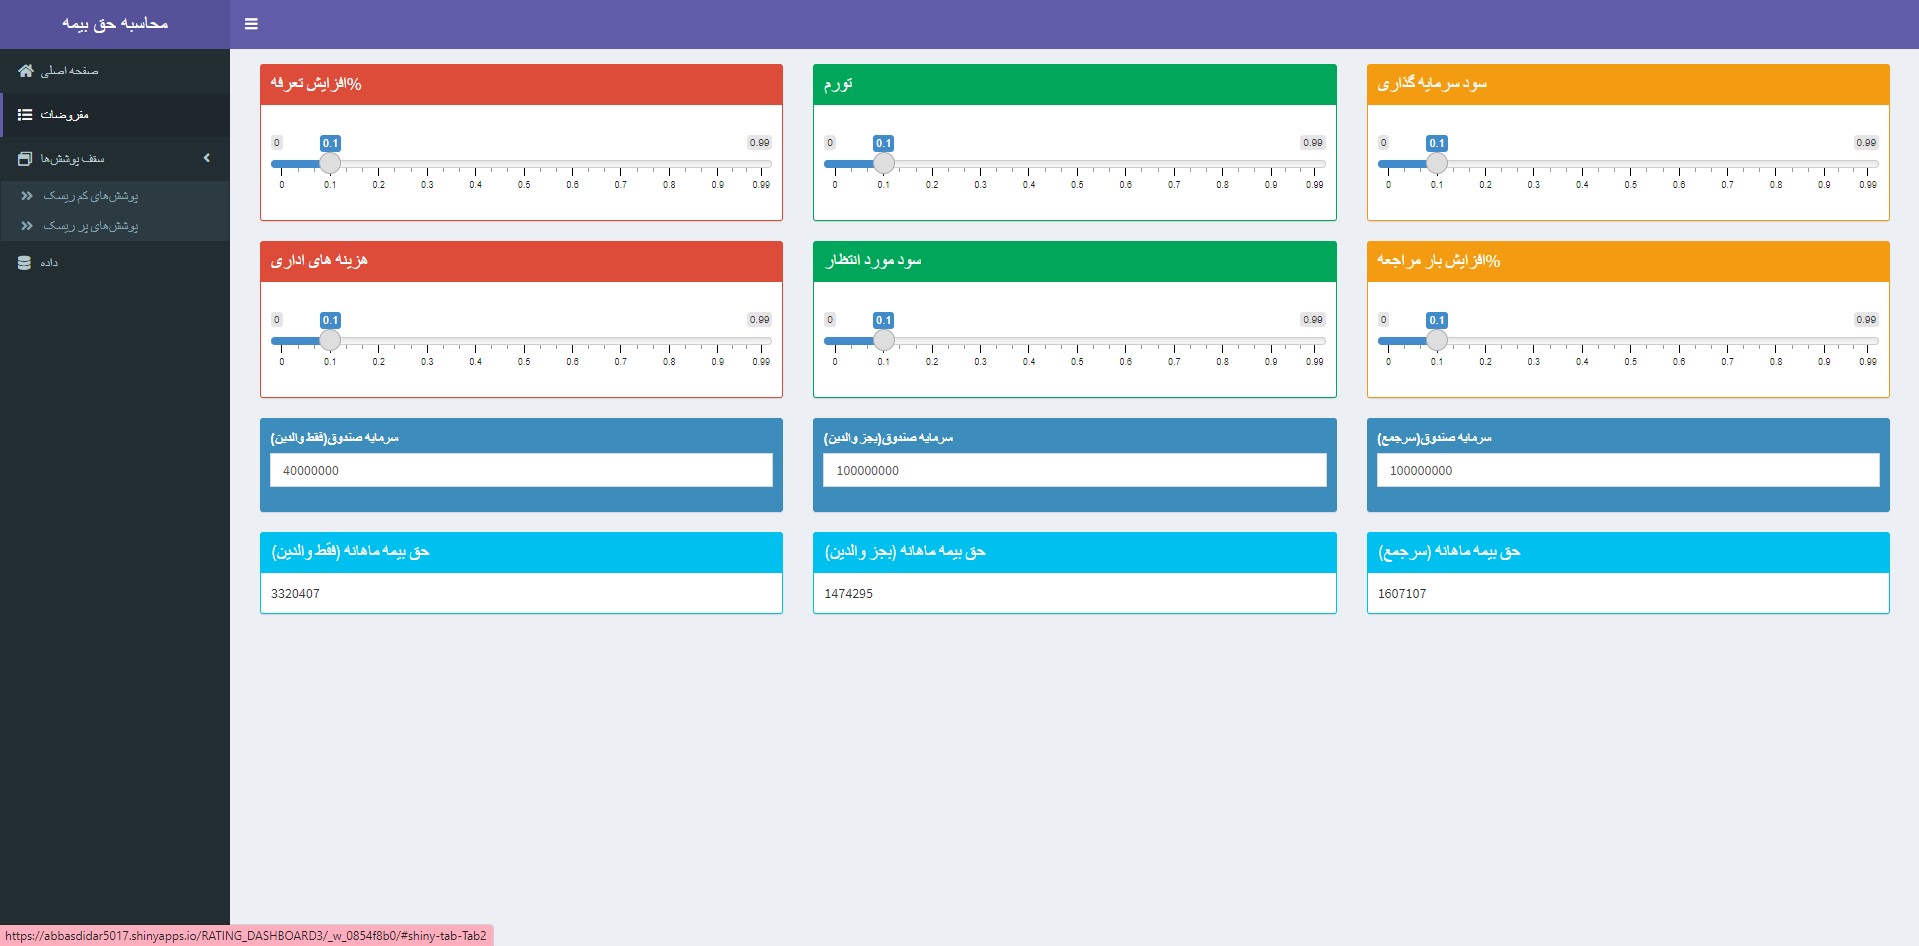 محاسبه حق بیمه
صفحه اصلی
مفروضات
سقف پوشش‌ها
پوشش‌های کم ریسک
پوشش‌های پر ریسک
داده
%افزایش تعرفه
0 0.1 0.99
0 0.1 0.2 0.3 0.4 0.5 0.6 0.7 0.8 0.9 0.99
تورم
0 0.1 0.99
0 0.1 0.2 0.3 0.4 0.5 0.6 0.7 0.8 0.9 0.99
سود سرمایه گذاری
0 0.1 0.99
0 0.1 0.2 0.3 0.4 0.5 0.6 0.7 0.8 0.9 0.99
هزینه های اداری
0 0.1 0.99
0 0.1 0.2 0.3 0.4 0.5 0.6 0.7 0.8 0.9 0.99
سود مورد انتظار
0 0.1 0.99
0 0.1 0.2 0.3 0.4 0.5 0.6 0.7 0.8 0.9 0.99
%افزایش بار مراجعه
0 0.1 0.99
0 0.1 0.2 0.3 0.4 0.5 0.6 0.7 0.8 0.9 0.99
سرمایه صندوق(فقط والدین)
40000000
سرمایه صندوق(بجز والدین)
100000000
سرمایه صندوق(سرجمع)
100000000
حق بیمه ماهانه (فقط والدین)
3320407
حق بیمه ماهانه (بجز والدین)
1474295
حق بیمه ماهانه (سرجمع)
1607107
https://abbasdidar5017.shinyapps.io/RATING_DASHBOARD3/_w_0854f8b0/#shiny-tab-Tab2